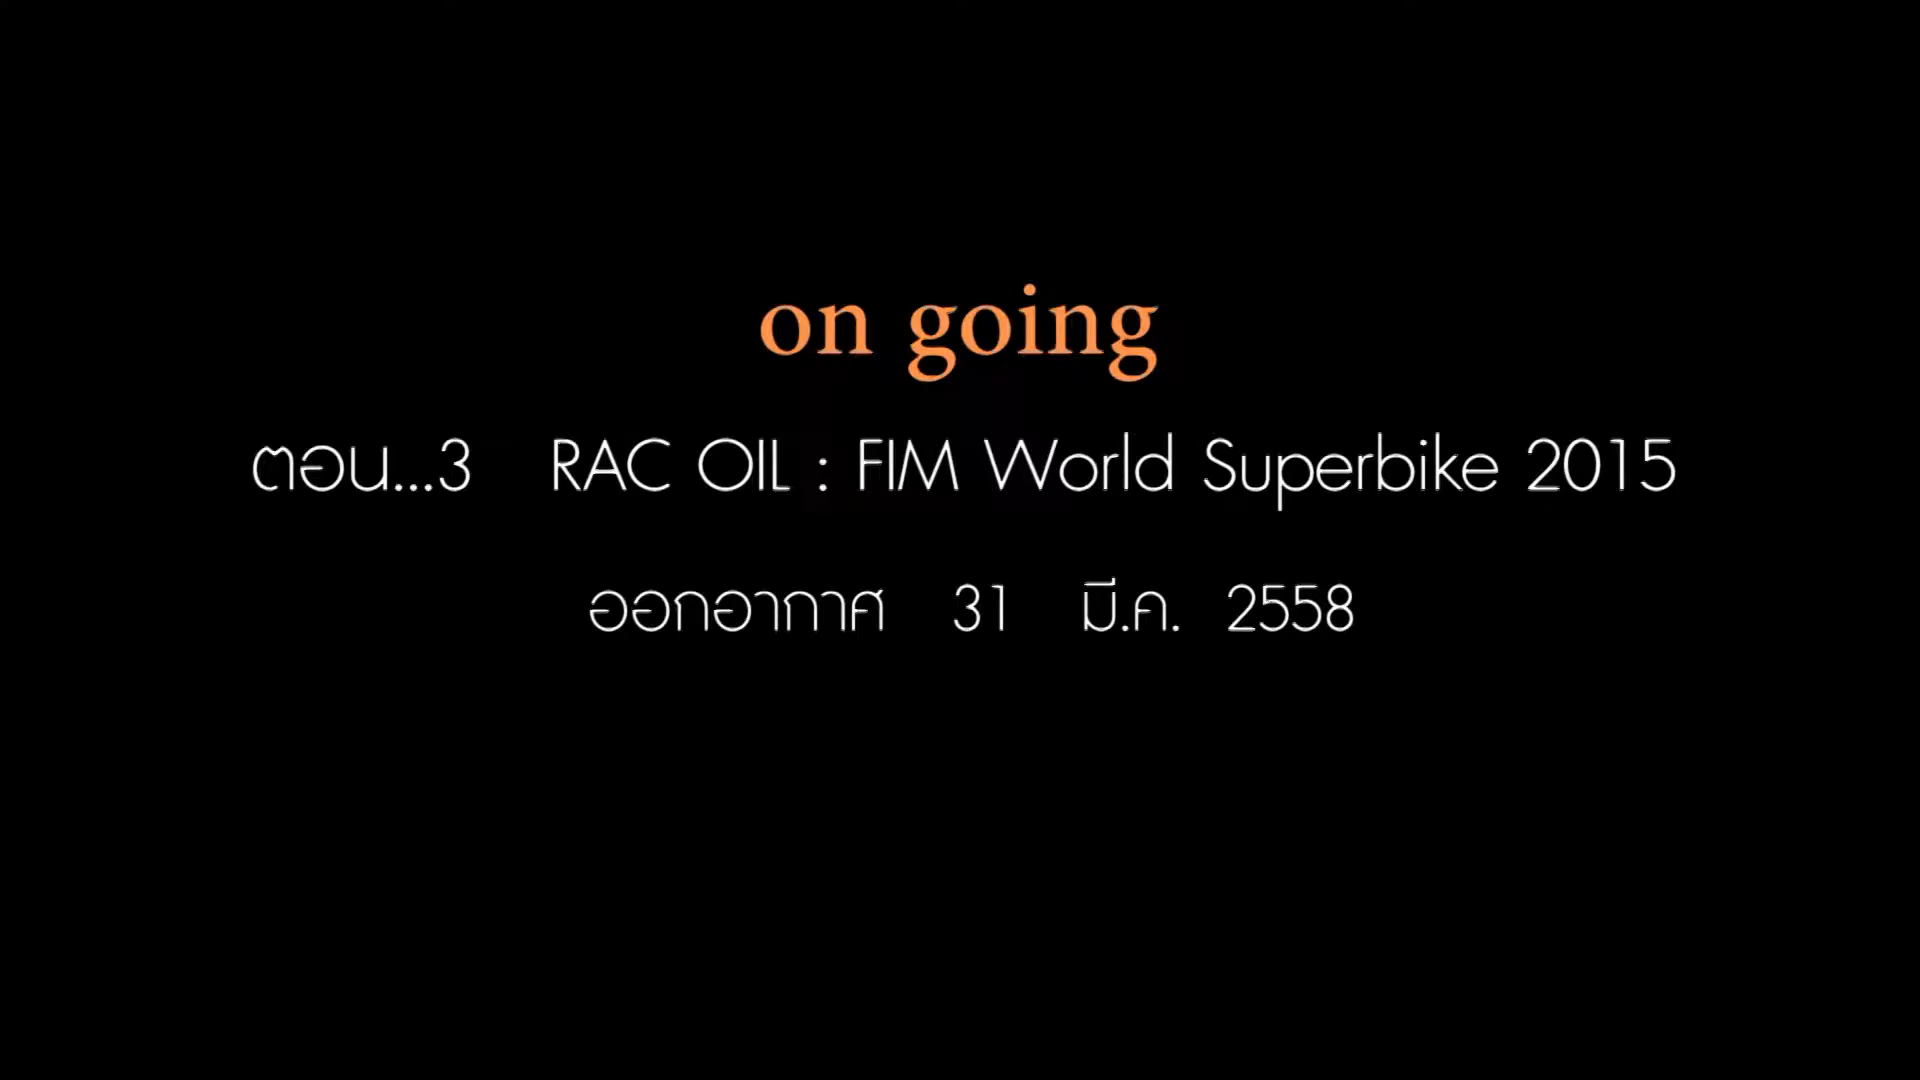 on going
ตอน...3 RAC OIL : FIM World Superbike 2015
ออกอากาศ 31 มี.ค. 2558